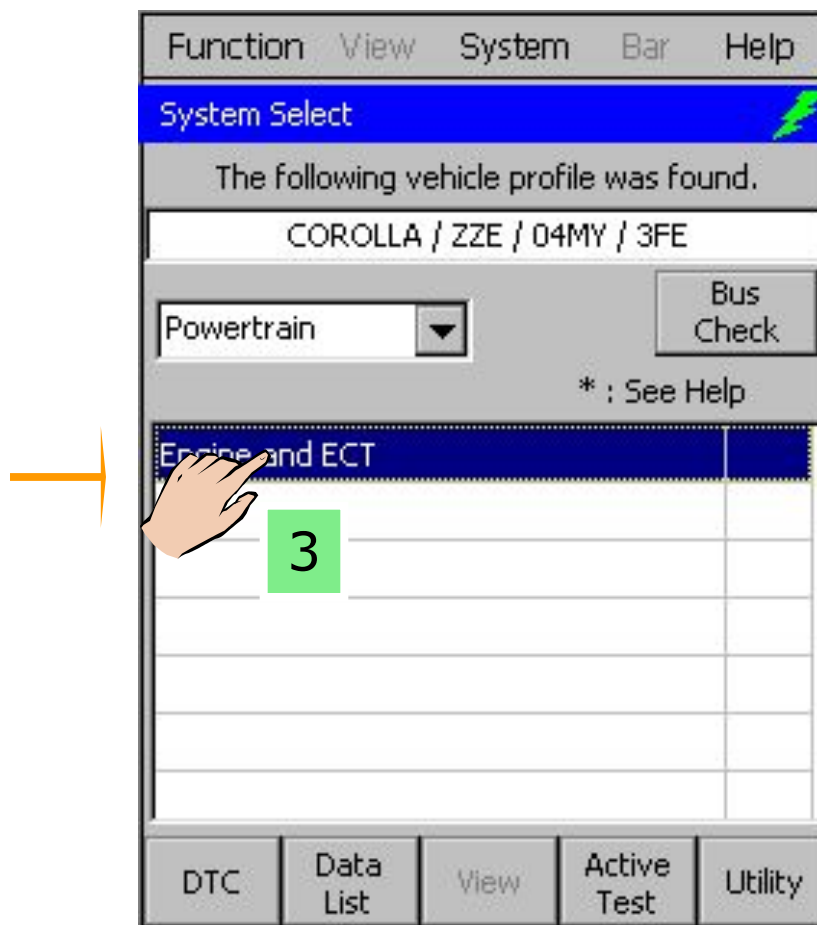 Function View System Bar Help
System Select
The following vehicle profile was found.
COROLLA / ZZE / 04MY / 3FE
Powertrain
Bus
Check
* : See Help
Engine and ECT
3
DTC
Data
List
View
Active
Test
Utility